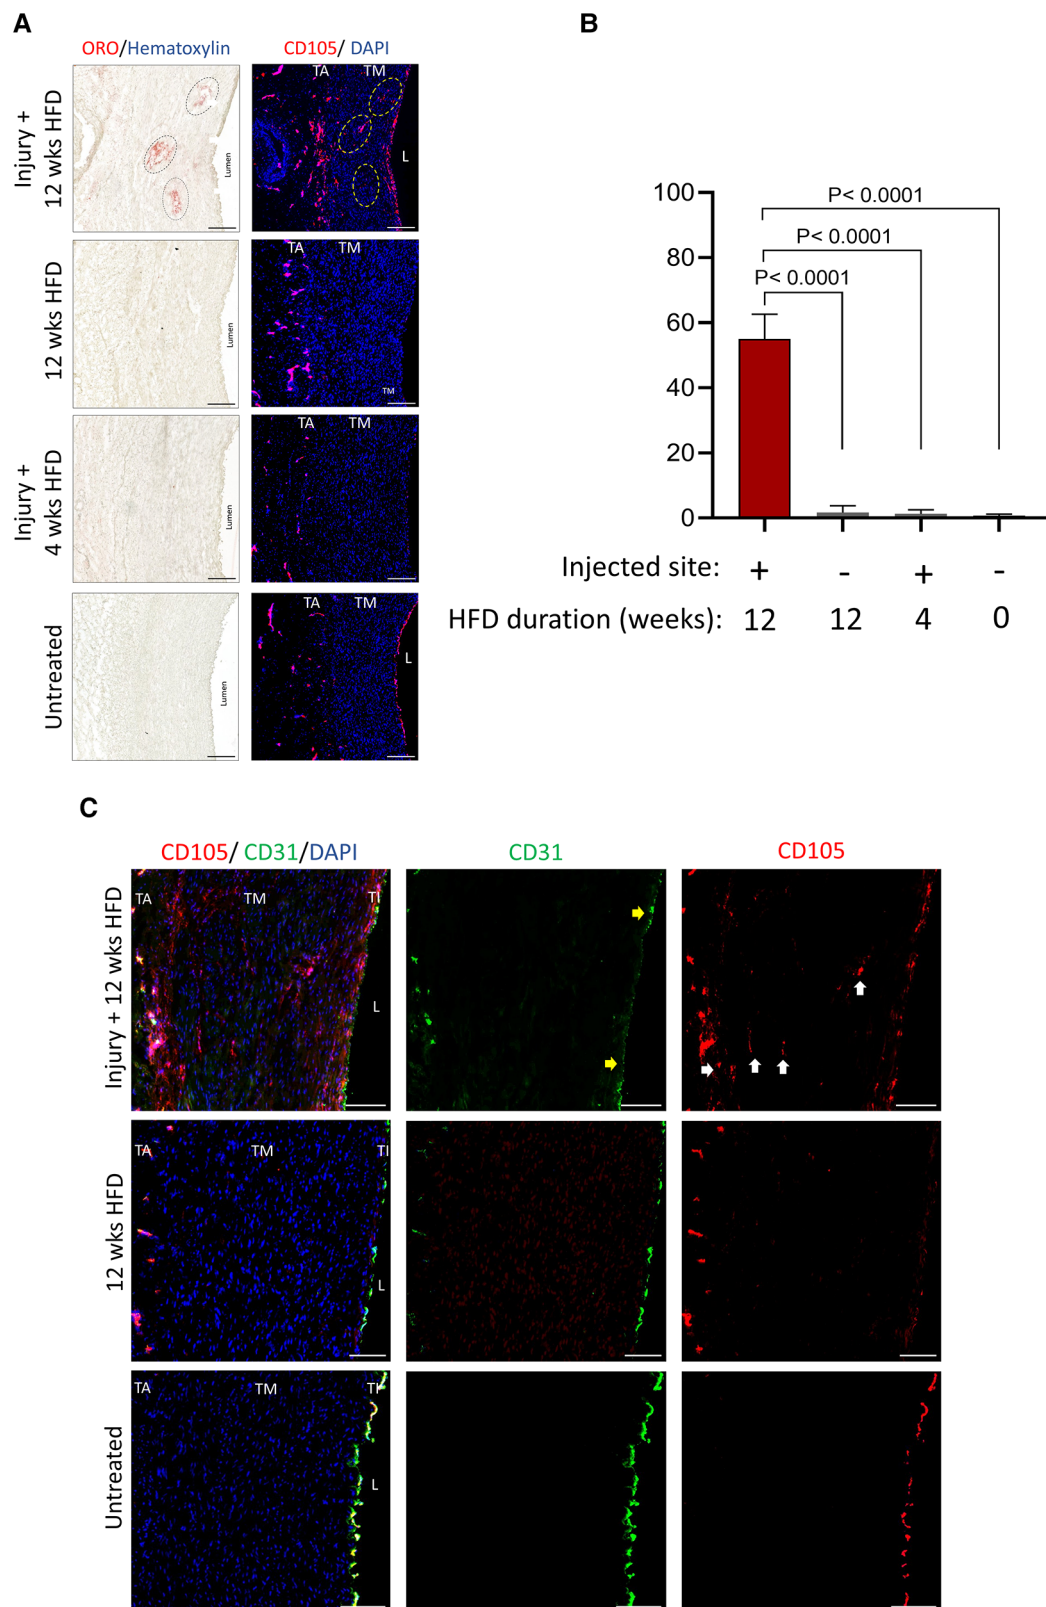 A
ORO/Hematoxylin
CD105/ DAPI
Injury +
12 wks HFD
Lumen
TA
TM
L
12 wks HFD
Lumen
TA
TM
TM
Injury +
4 wks HFD
Lumen
TA
TM
Untreated
Lumen
TA
TM
L
B
100
80
60
40
20
0
P< 0.0001
P< 0.0001
P< 0.0001
Injected site: + - + -
HFD duration (weeks): 12 12 4 0
C
CD105/ CD31/DAPI
CD31
CD105
Injury + 12 wks HFD
TA
TM
TI
L
12 wks HFD
TA
TM
TI
L
Untreated
TA
TM
TI
L